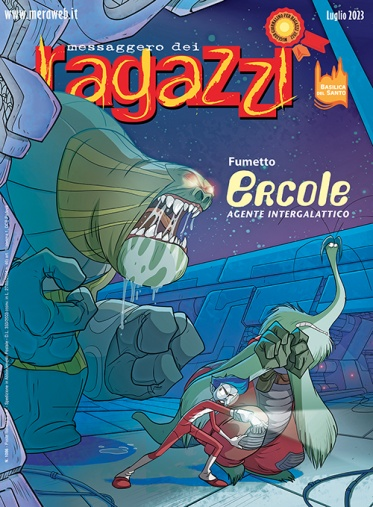 www.meraweb.it
Luglio 2023
messaggero dei
ragazzi
BASILICA
DEL SANTO
Fumetto
ERCOLE
AGENTE INTERGALATTICO